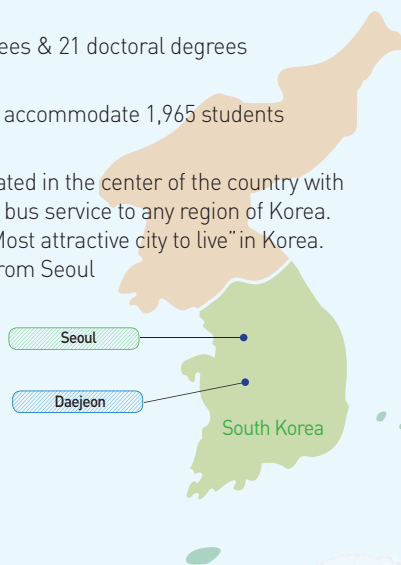 ees & 21 doctoral degrees
accommodate 1,965 students
ated in the center of the country with
bus service to any region of Korea.
Most attractive city to live" in Korea.
rom Seoul
Seoul
Daejeon
South Korea